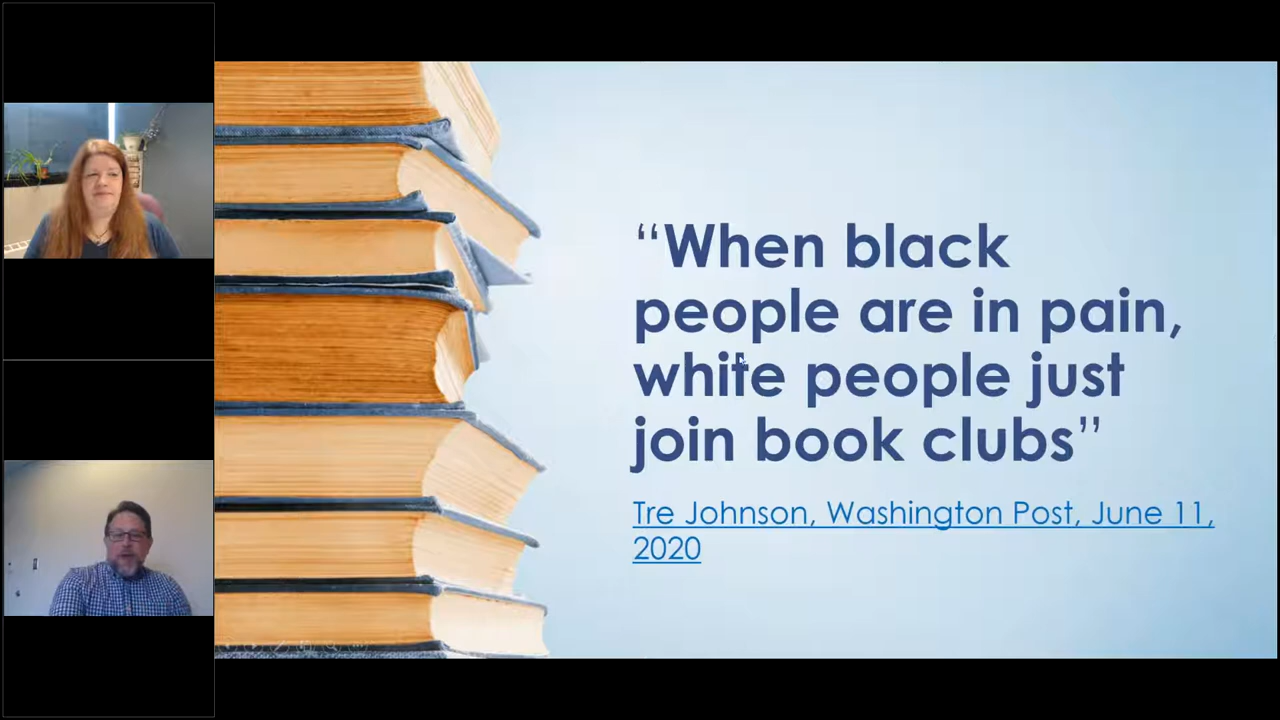 “When black
people are in pain,
white people just
join book clubs”
Tre Johnson, Washington Post, June 11,
2020